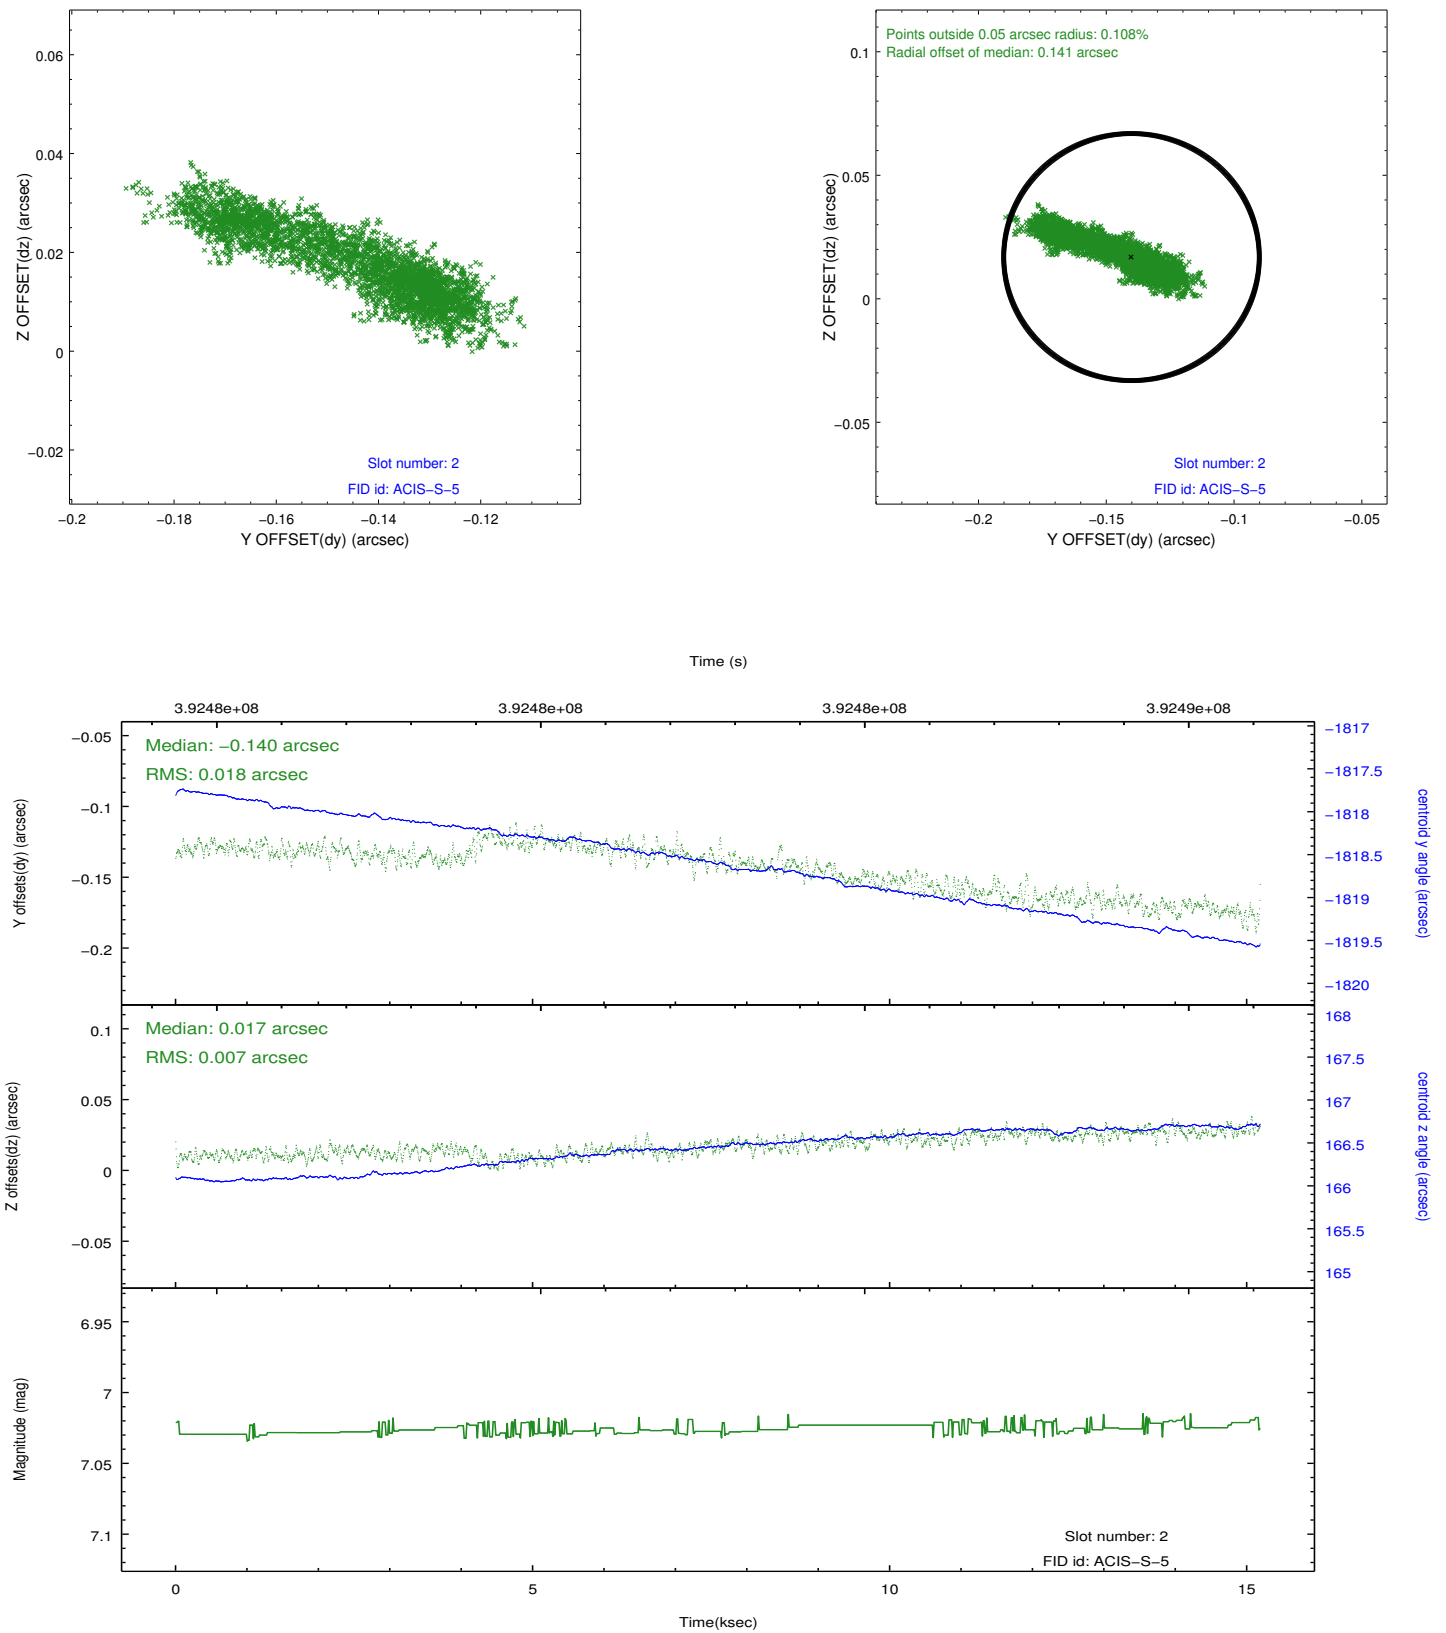 0.06
0.04
0.02
0
−0.02
Z OFFSET(dz) (arcsec)
Slot number: 2
FID id: ACIS−S−5
−0.2
−0.18
−0.16
−0.14
−0.12
Y OFFSET(dy) (arcsec)
Points outside 0.05 arcsec radius: 0.108%
Radial offset of median: 0.141 arcsec
0.1
0.05
0
−0.05
Z OFFSET(dz) (arcsec)
Slot number: 2
FID id: ACIS−S−5
−0.2
−0.15
−0.1
−0.05
Y OFFSET(dy) (arcsec)
Time (s)
3.9248e+08
3.9248e+08
3.9248e+08
3.9249e+08
Median: −0.140 arcsec
RMS: 0.018 arcsec
−0.05
−0.1
−0.15
−0.2
Y offsets(dy) (arcsec)
−1817
−1817.5
−1818
−1818.5
−1819
−1819.5
−1820
centroid y angle (arcsec)
Median: 0.017 arcsec
RMS: 0.007 arcsec
0.1
0.05
0
−0.05
Z offsets(dz) (arcsec)
168
167.5
167
166.5
166
165.5
165
centroid z angle (arcsec)
6.95
7
7.05
7.1
Magnitude (mag)
Slot number: 2
FID id: ACIS−S−5
0
5
10
15
Time(ksec)